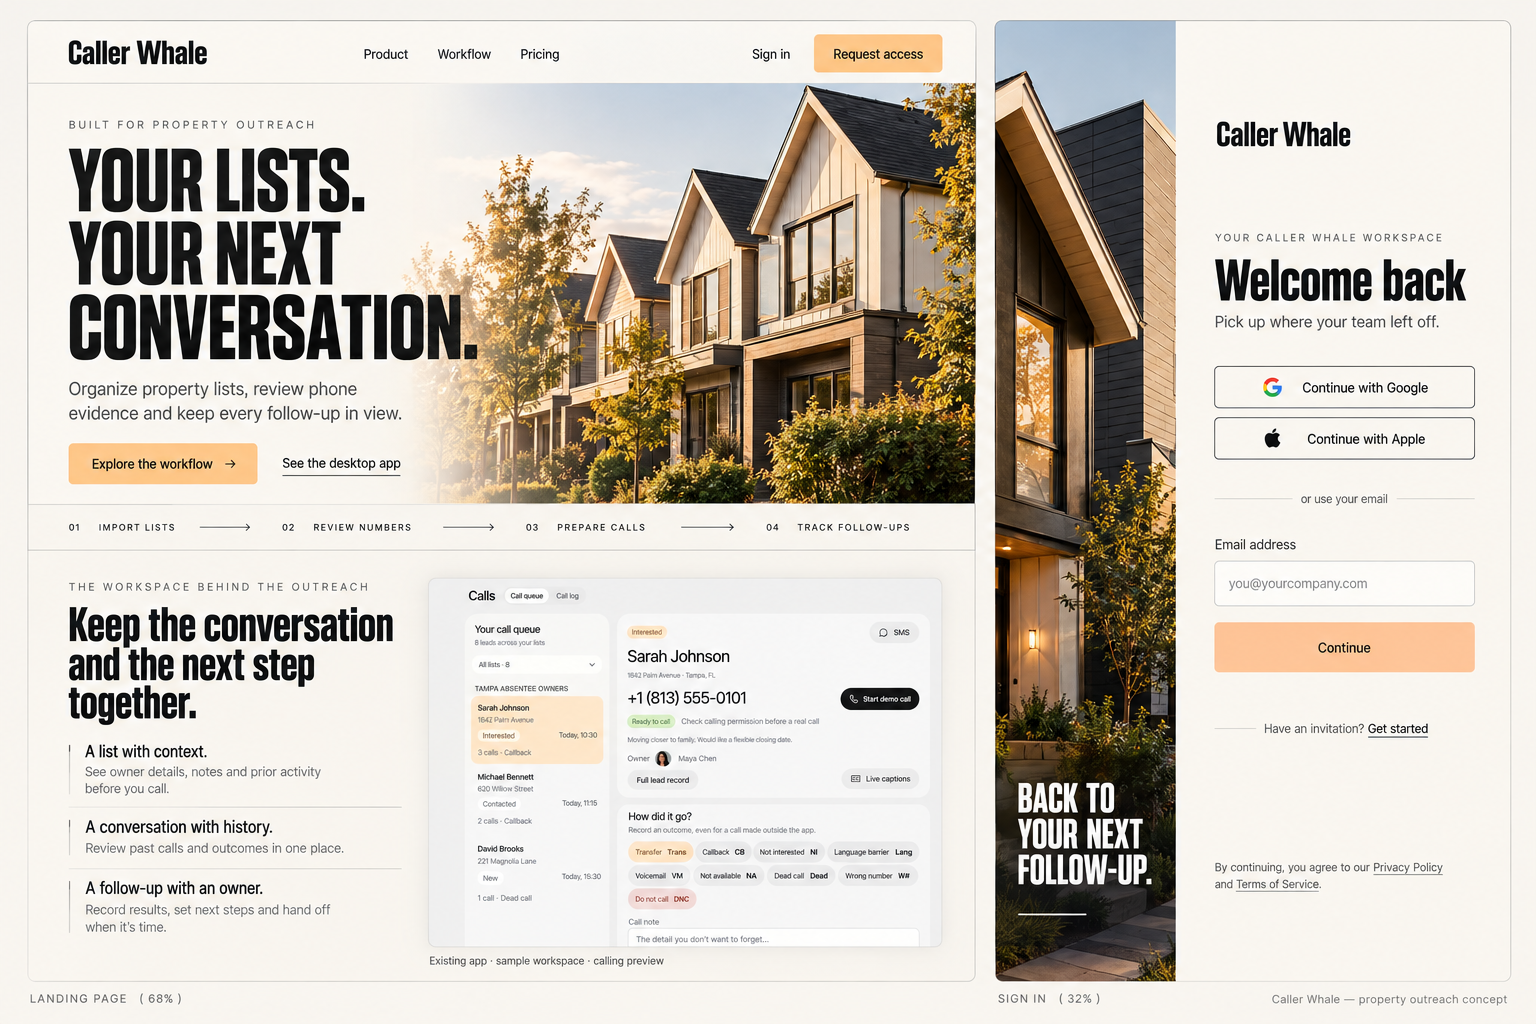 Caller Whale
Product
Workflow
Pricing
Sign in
Request access
BUILT FOR PROPERTY OUTREACH
YOUR LISTS.
YOUR NEXT
CONVERSATION.
Organize property lists, review phone
evidence and keep every follow-up in view.
Explore the workflow →
See the desktop app
01 IMPORT LISTS
02 REVIEW NUMBERS
03 PREPARE CALLS
04 TRACK FOLLOW-UPS
THE WORKSPACE BEHIND THE OUTREACH
Keep the conversation
and the next step
together.
A list with context.
See owner details, notes and prior activity
before you call.
A conversation with history.
Review past calls and outcomes in one place.
A follow-up with an owner.
Record results, set next steps and hand off
when it's time.
Calls
Call queue
Call log
Your call queue
8 leads across your lists
All lists · 8
TAMPA ABSENTEE OWNERS
Sarah Johnson
1842 Palm Avenue
Interested
Today, 10:30
3 calls · Callback
Michael Bennett
620 Willow Street
Contacted
Today, 11:15
2 calls · Callback
David Brooks
221 Magnolia Lane
New
Today, 15:30
1 call · Dead call
Interested
SMS
Sarah Johnson
1842 Palm Avenue · Tampa, FL
+1 (813) 555-0101
Start demo call
Ready to call
Check calling permission before a real call
Moving closer to family. Would like a flexible closing date.
Owner
Maya Chen
Full lead record
Live captions
How did it go?
Record an outcome, even for a call made outside the app.
Transfer Trans
Callback CB
Not interested NI
Language barrier Lang
Voicemail VM
Not available NA
Dead call Dead
Wrong number W#
Do not call DNC
Call note
The detail you don't want to forget...
Existing app · sample workspace · calling preview
LANDING PAGE ( 68% )
BACK TO
YOUR NEXT
FOLLOW-UP.
Caller Whale
YOUR CALLER WHALE WORKSPACE
Welcome back
Pick up where your team left off.
Continue with Google
Continue with Apple
or use your email
Email address
you@yourcompany.com
Continue
Have an invitation? Get started
By continuing, you agree to our Privacy Policy
and Terms of Service.
SIGN IN ( 32% )
Caller Whale — property outreach concept